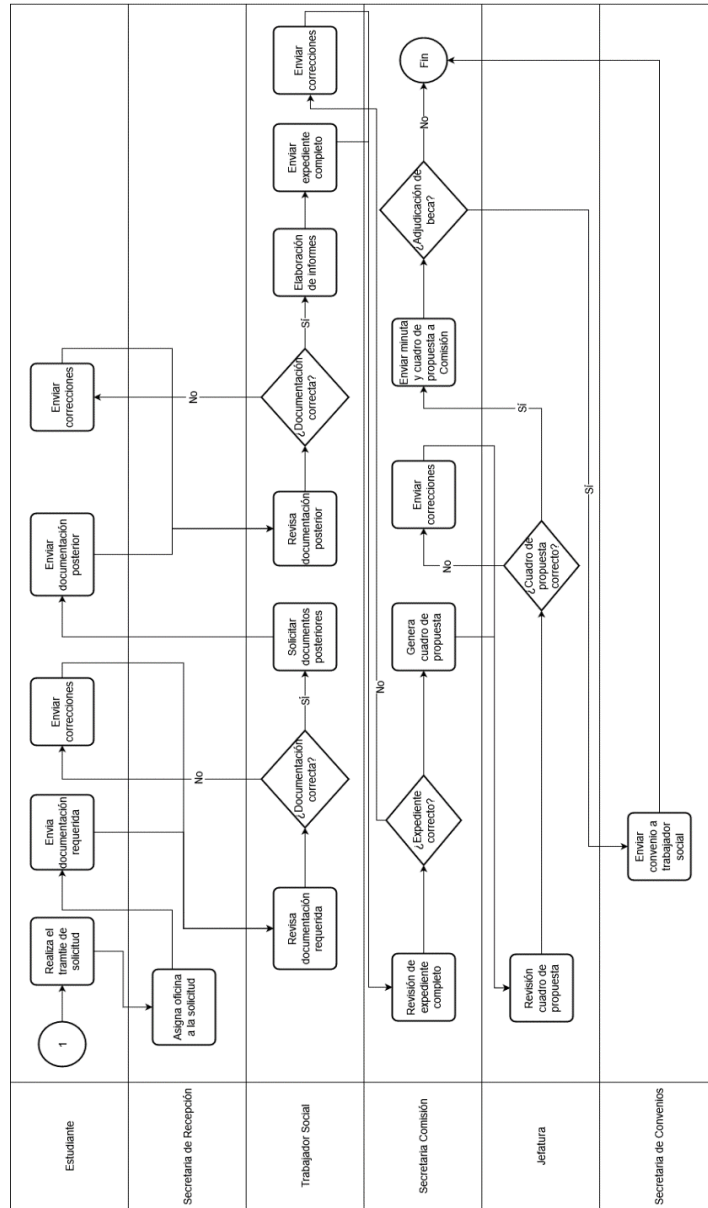 Estudiante
1
Realiza el
tramtie de
solicitud
Envia
documentación
requerida
Enviar
correcciones
Enviar
documentación
posterior
Enviar
correcciones
Secretaria de Recepción
Asigna oficina
a la solicitud
No
No
Trabajador Social
Revisa
documentación
requerida
¿Documentación
correcta?
Sí
Solicitar
documentos
posteriores
Revisa
documentación
posterior
¿Documentación
correcta?
Sí
Elaboración
de informes
Enviar
expediente
completo
Enviar
correcciones
Secretaria Comisión
Revisión de
expediente
completo
¿Expediente
correcto?
No
Genera
cuadro de
propuesta
No
Enviar
correcciones
Enviar minuta
y cuadro de
propuesta a
Comisión
¿Adjudicación de
beca?
No
Fin
Jefatura
Revisión
cuadro de
propuesta
¿Cuadro de
propuesta
correcto?
Sí
Sí
Secretaria de Convenios
Enviar
convenio a
trabajador
social